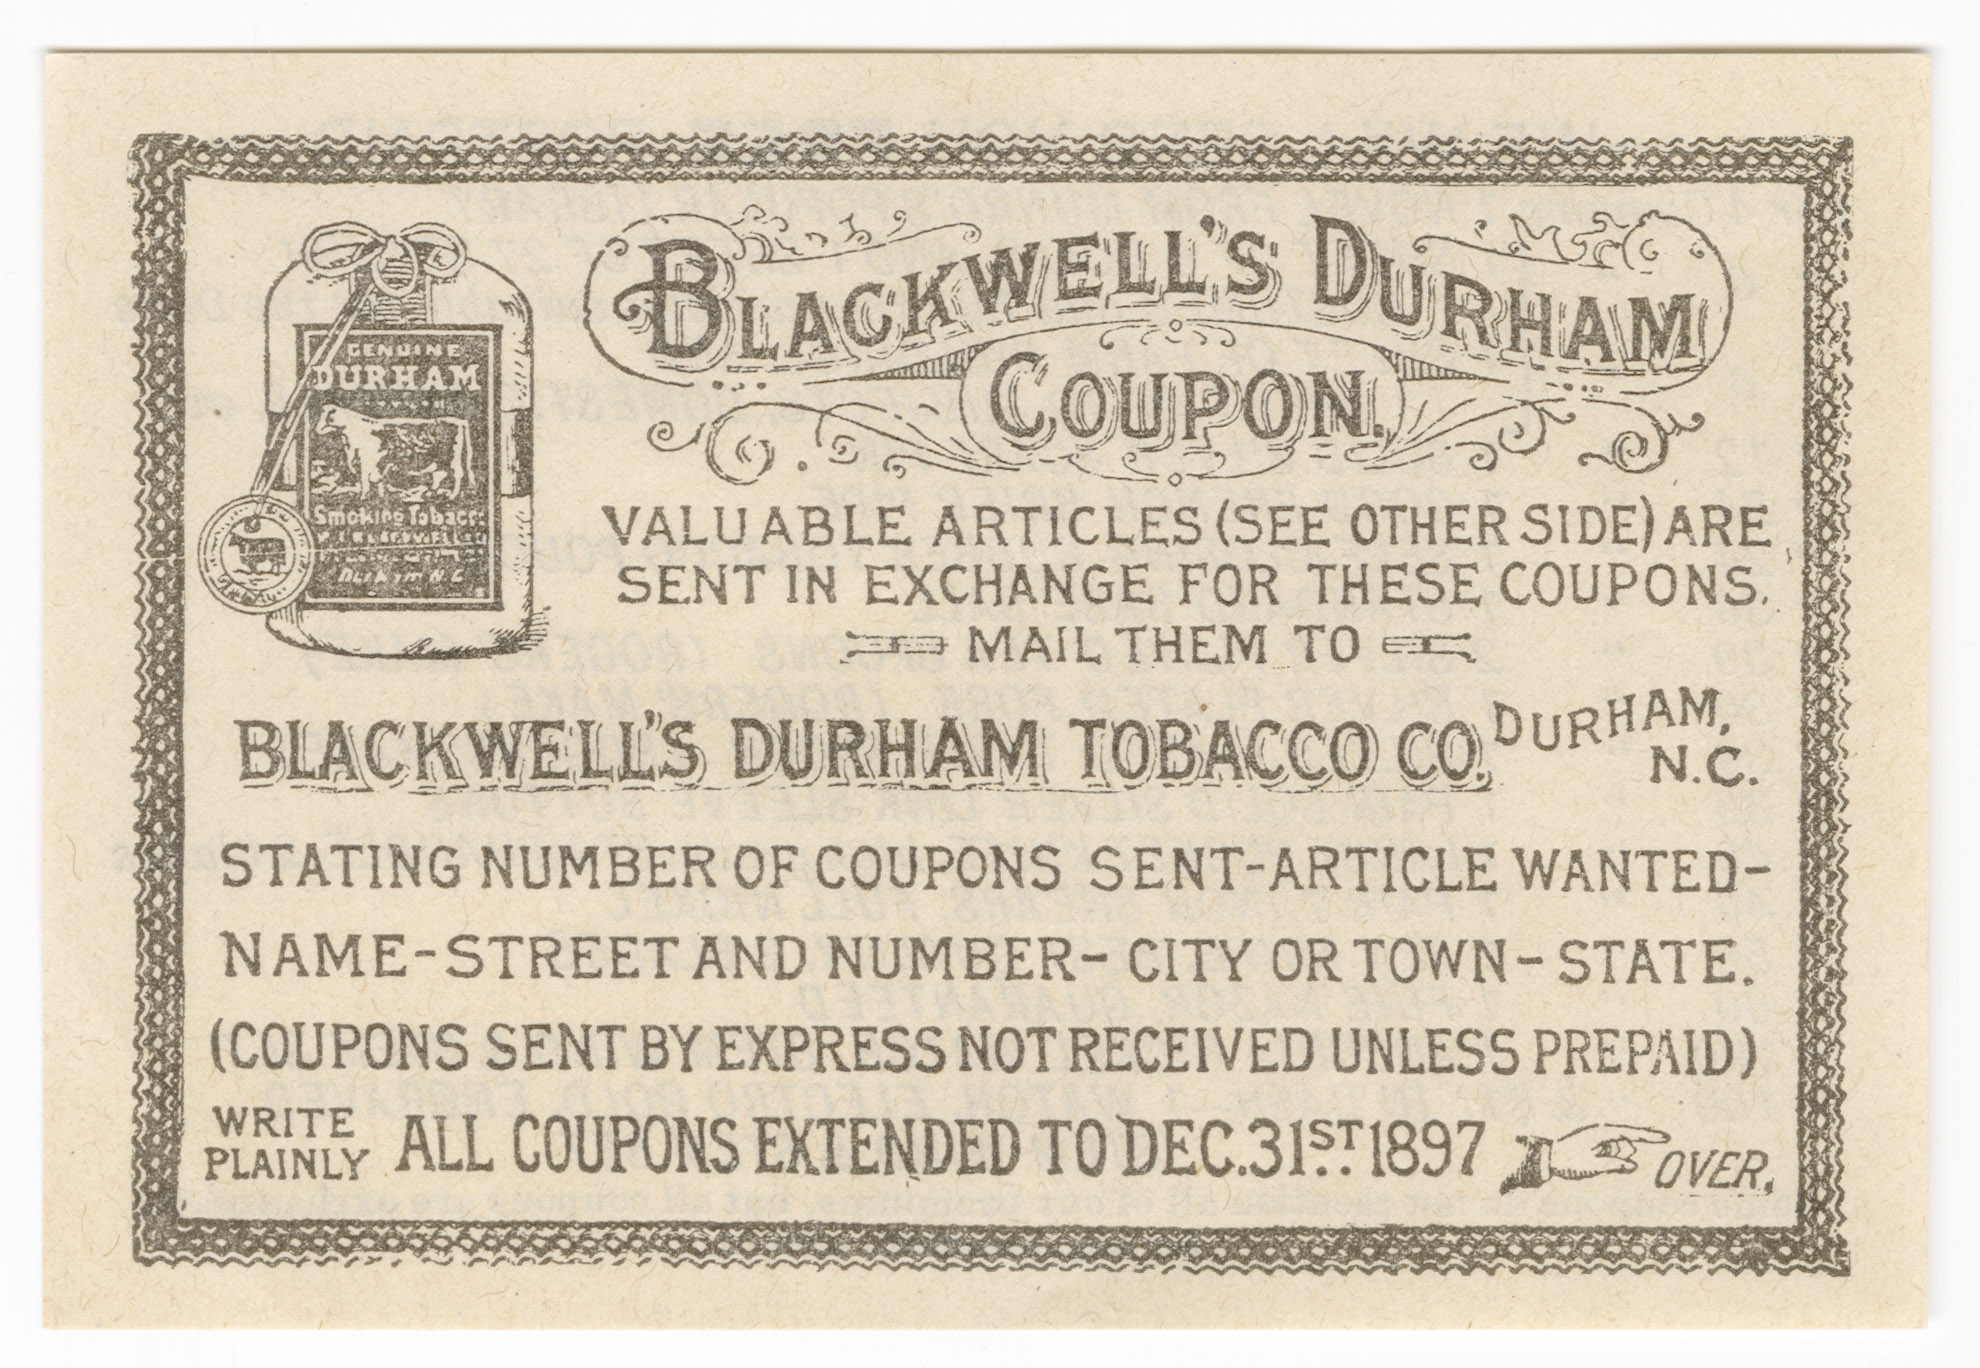 BLACKWELL'S DURHAM
COUPON.
GENUINE
DURHAM
Smoking Tobacco
DURHAM N.C.
VALUABLE ARTICLES (SEE OTHER SIDE) ARE
SENT IN EXCHANGE FOR THESE COUPONS.
MAIL THEM TO
BLACKWELL'S DURHAM TOBACCO CO. DURHAM, N.C.
STATING NUMBER OF COUPONS SENT-ARTICLE WANTED-
NAME-STREET AND NUMBER-CITY OR TOWN-STATE.
(COUPONS SENT BY EXPRESS NOT RECEIVED UNLESS PREPAID)
WRITE PLAINLY ALL COUPONS EXTENDED TO DEC. 31ST 1897 OVER.